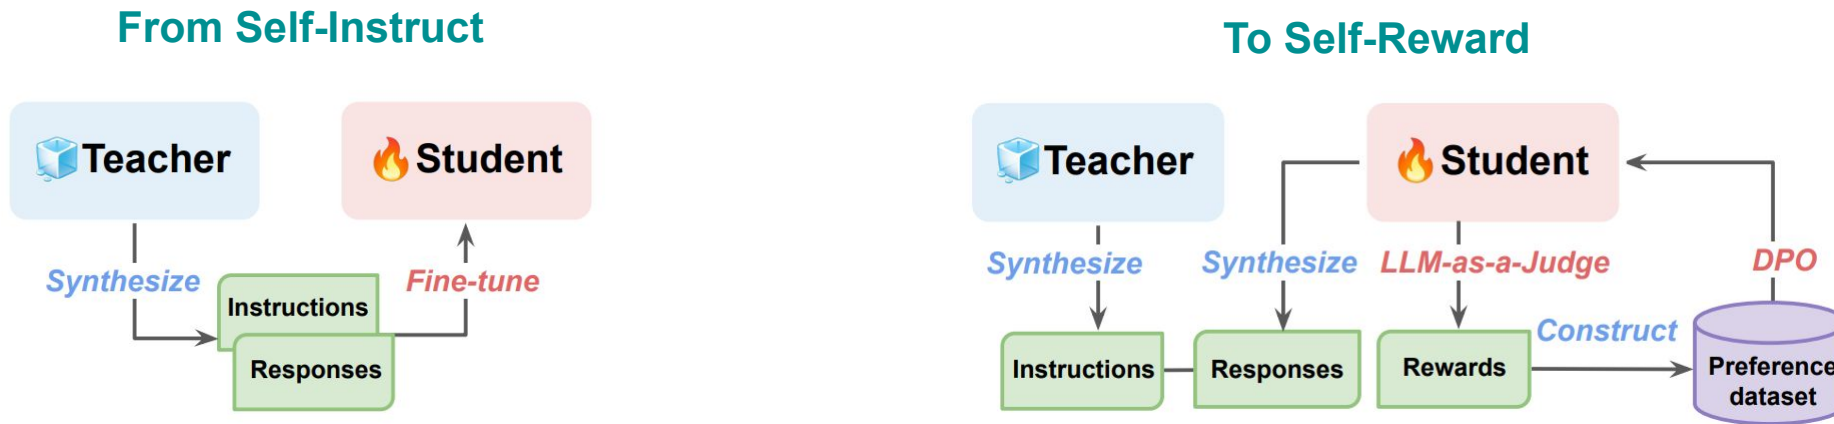 From Self-Instruct
Teacher
Student
Synthesize
Fine-tune
Instructions
Responses
To Self-Reward
Teacher
Student
Synthesize
Synthesize
LLM-as-a-Judge
DPO
Construct
Instructions
Responses
Rewards
Preference
dataset